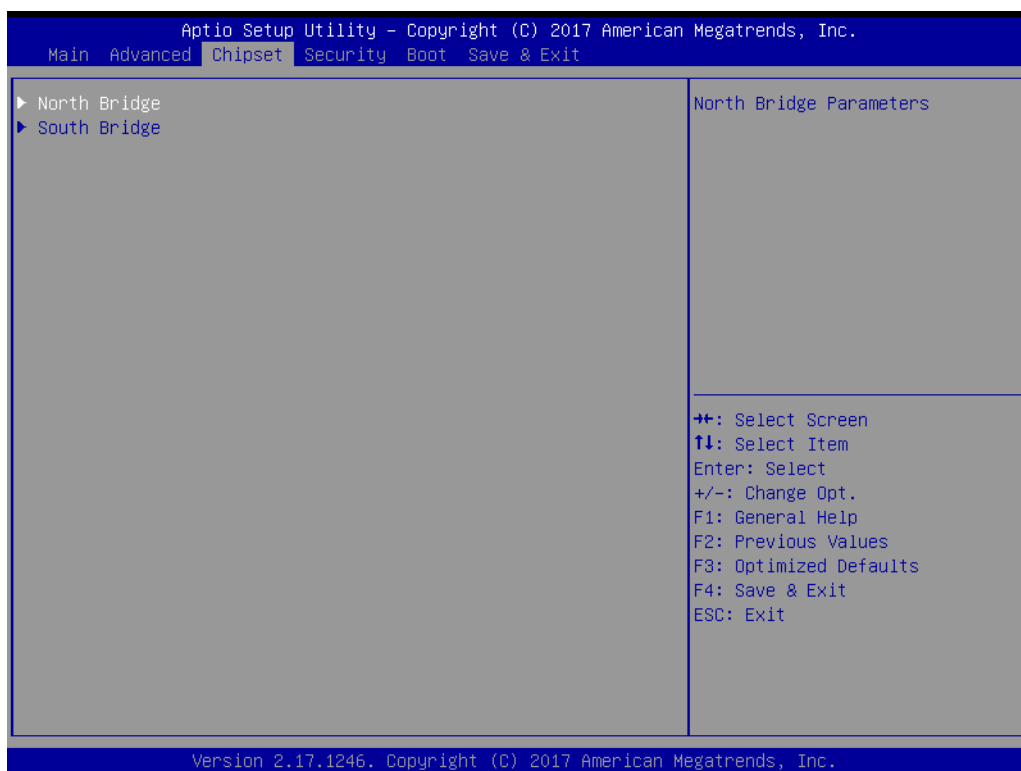 Aptio Setup Utility – Copyright (C) 2017 American Megatrends, Inc.
Main Advanced Chipset Security Boot Save & Exit
▶ North Bridge
▶ South Bridge
North Bridge Parameters
→←: Select Screen
↑↓: Select Item
Enter: Select
+/-: Change Opt.
F1: General Help
F2: Previous Values
F3: Optimized Defaults
F4: Save & Exit
ESC: Exit
Version 2.17.1246. Copyright (C) 2017 American Megatrends, Inc.